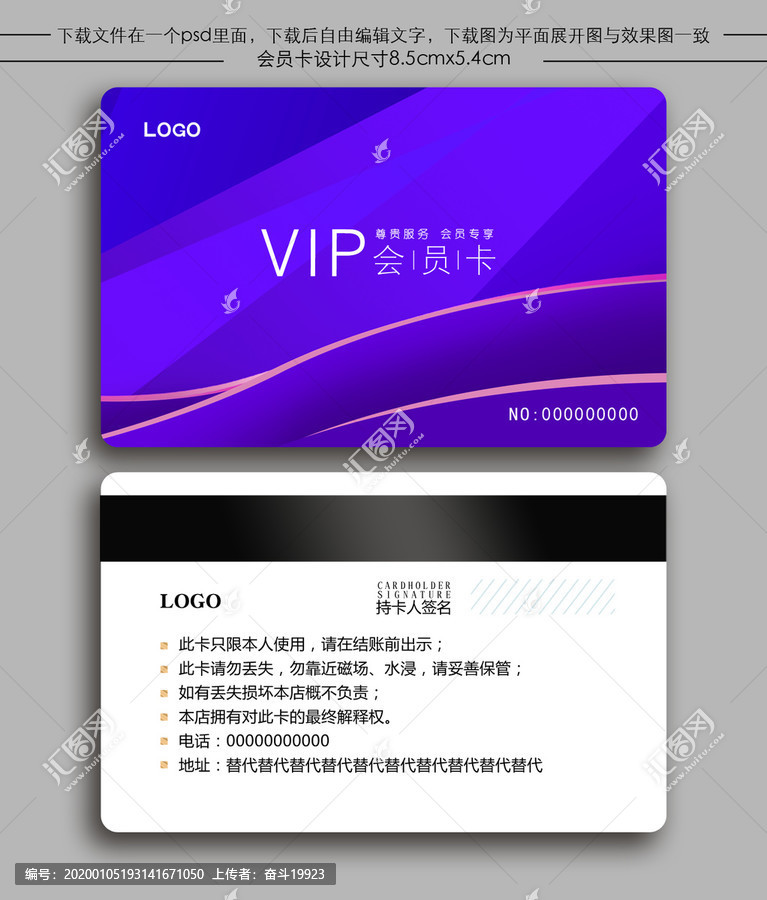 下载文件在一个psd里面，下载后自由编辑文字，下载图为平面展开图与效果图一致
会员卡设计尺寸8.5cmx5.4cm
LOGO
VIP
尊贵服务 会员专享
会员卡
NO:000000000
汇图网
www.huitu.com
LOGO
CARDHOLDER
SIGNATURE
持卡人签名
此卡只限本人使用，请在结账前出示；
此卡请勿丢失，勿靠近磁场、水浸，请妥善保管；
如有丢失损坏本店概不负责；
本店拥有对此卡的最终解释权。
电话：00000000000
地址：替代替代替代替代替代替代替代替代替代替代
编号：20200105193141671050 上传者：奋斗19923